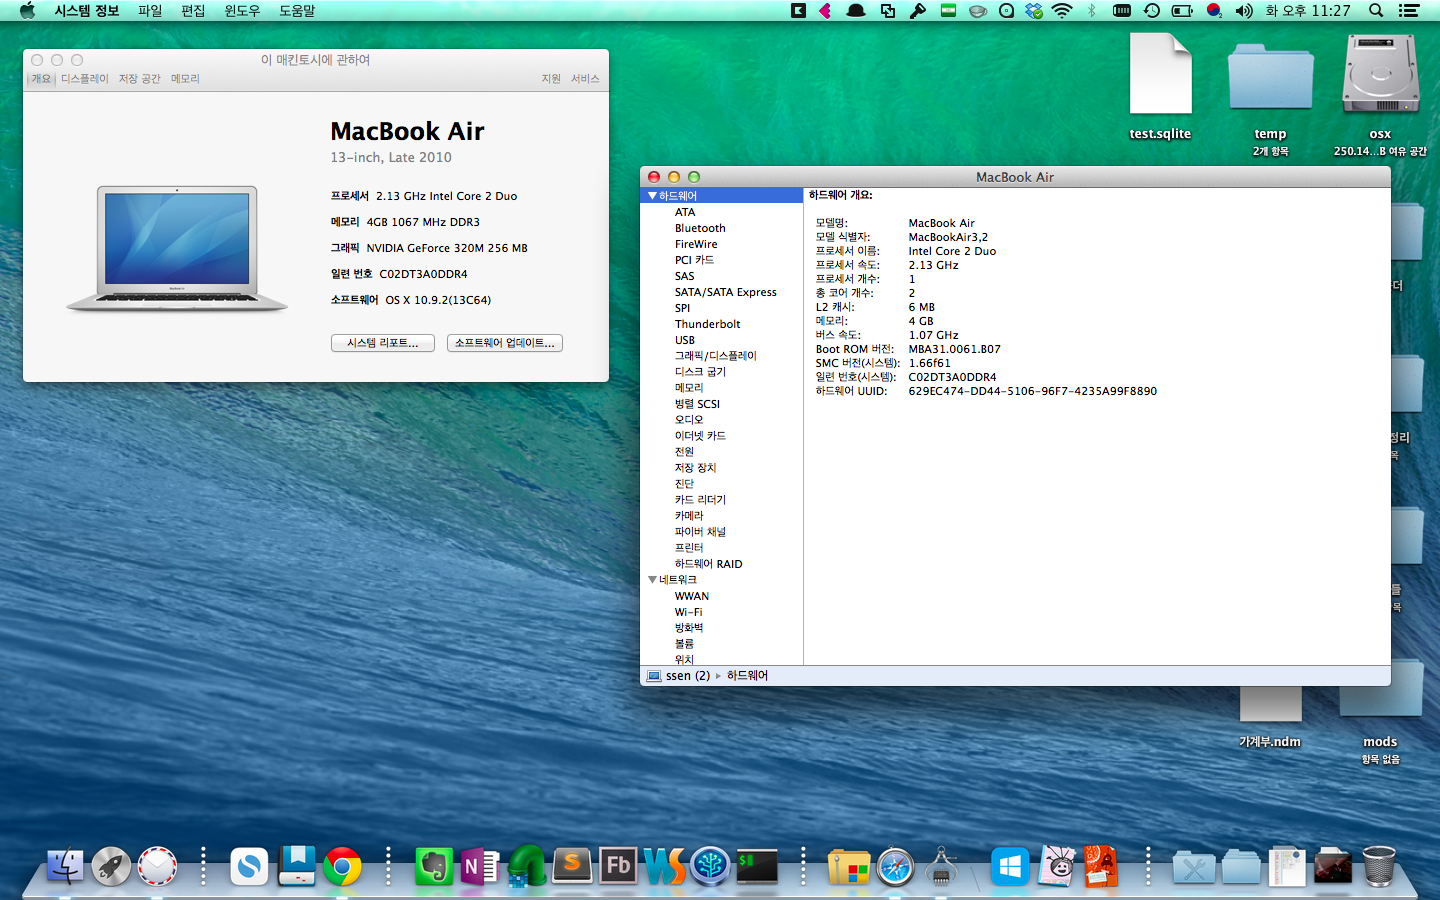 시스템 정보 파일 편집 윈도우 도움말 화 오후 11:27
이 매킨토시에 관하여
개요 디스플레이 저장 공간 메모리 지원 서비스
MacBook Air
13-inch, Late 2010
프로세서 2.13 GHz Intel Core 2 Duo
메모리 4GB 1067 MHz DDR3
그래픽 NVIDIA GeForce 320M 256 MB
일련 번호 C02DT3A0DDR4
소프트웨어 OS X 10.9.2(13C64)
시스템 리포트... 소프트웨어 업데이트...
test.sqlite
temp
2개 항목
osx
250.14...B 여유 공간
MacBook Air
하드웨어
ATA
Bluetooth
FireWire
PCI 카드
SAS
SATA/SATA Express
SPI
Thunderbolt
USB
그래픽/디스플레이
디스크 굽기
메모리
병렬 SCSI
오디오
이더넷 카드
전원
저장 장치
진단
카드 리더기
카메라
파이버 채널
프린터
하드웨어 RAID
네트워크
WWAN
Wi-Fi
방화벽
볼륨
위치
하드웨어 개요:
모델명: MacBook Air
모델 식별자: MacBookAir3,2
프로세서 이름: Intel Core 2 Duo
프로세서 속도: 2.13 GHz
프로세서 개수: 1
총 코어 개수: 2
L2 캐시: 6 MB
메모리: 4 GB
버스 속도: 1.07 GHz
Boot ROM 버전: MBA31.0061.B07
SMC 버전(시스템): 1.66f61
일련 번호(시스템): C02DT3A0DDR4
하드웨어 UUID: 629EC474-DD44-5106-96F7-4235A99F8890
ssen (2) ▸ 하드웨어
더
정리
목
들
목
가계부.ndm
mods
항목 없음
N
S
Fb
WS
$